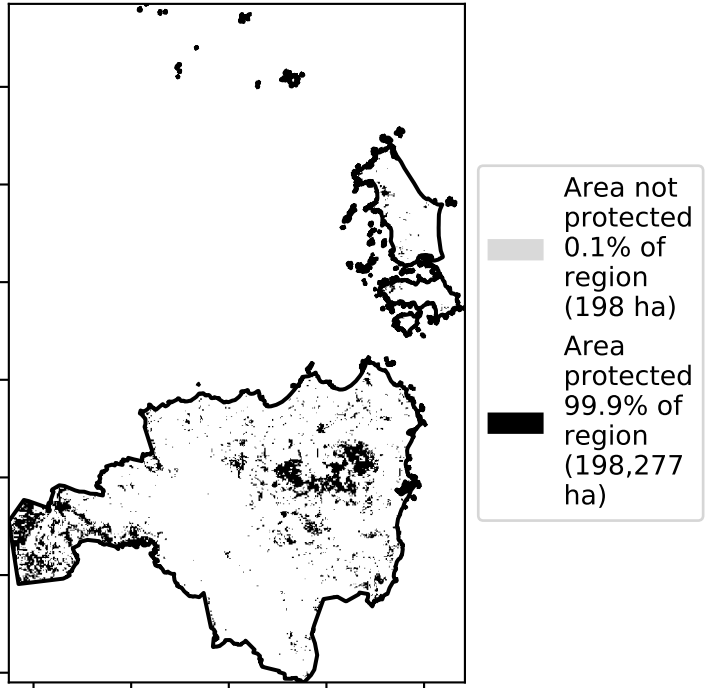 Area not
protected
0.1% of
region
(198 ha)
Area
protected
99.9% of
region
(198,277
ha)